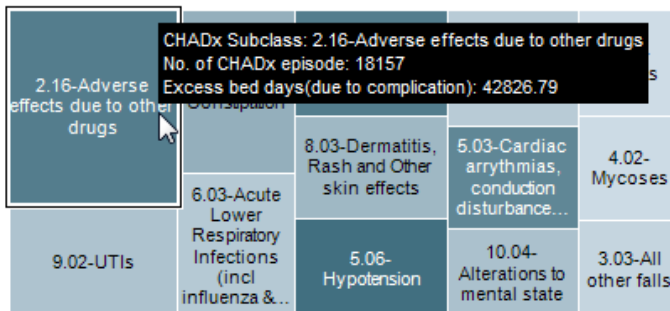 CHADx Subclass: 2.16-Adverse effects due to other drugs
No. of CHADx episode: 18157
Excess bed days(due to complication): 42826.79
2.16-Adverse
effects due to other
drugs
9.02-UTIs
Constipation
6.03-Acute
Lower
Respiratory
Infections
(incl
influenza &...
8.03-Dermatitis,
Rash and Other
skin effects
5.06-
Hypotension
5.03-Cardiac
arrythmias,
conduction
disturbance...
10.04-
Alterations to
mental state
4.02-
Mycoses
3.03-All
other falls